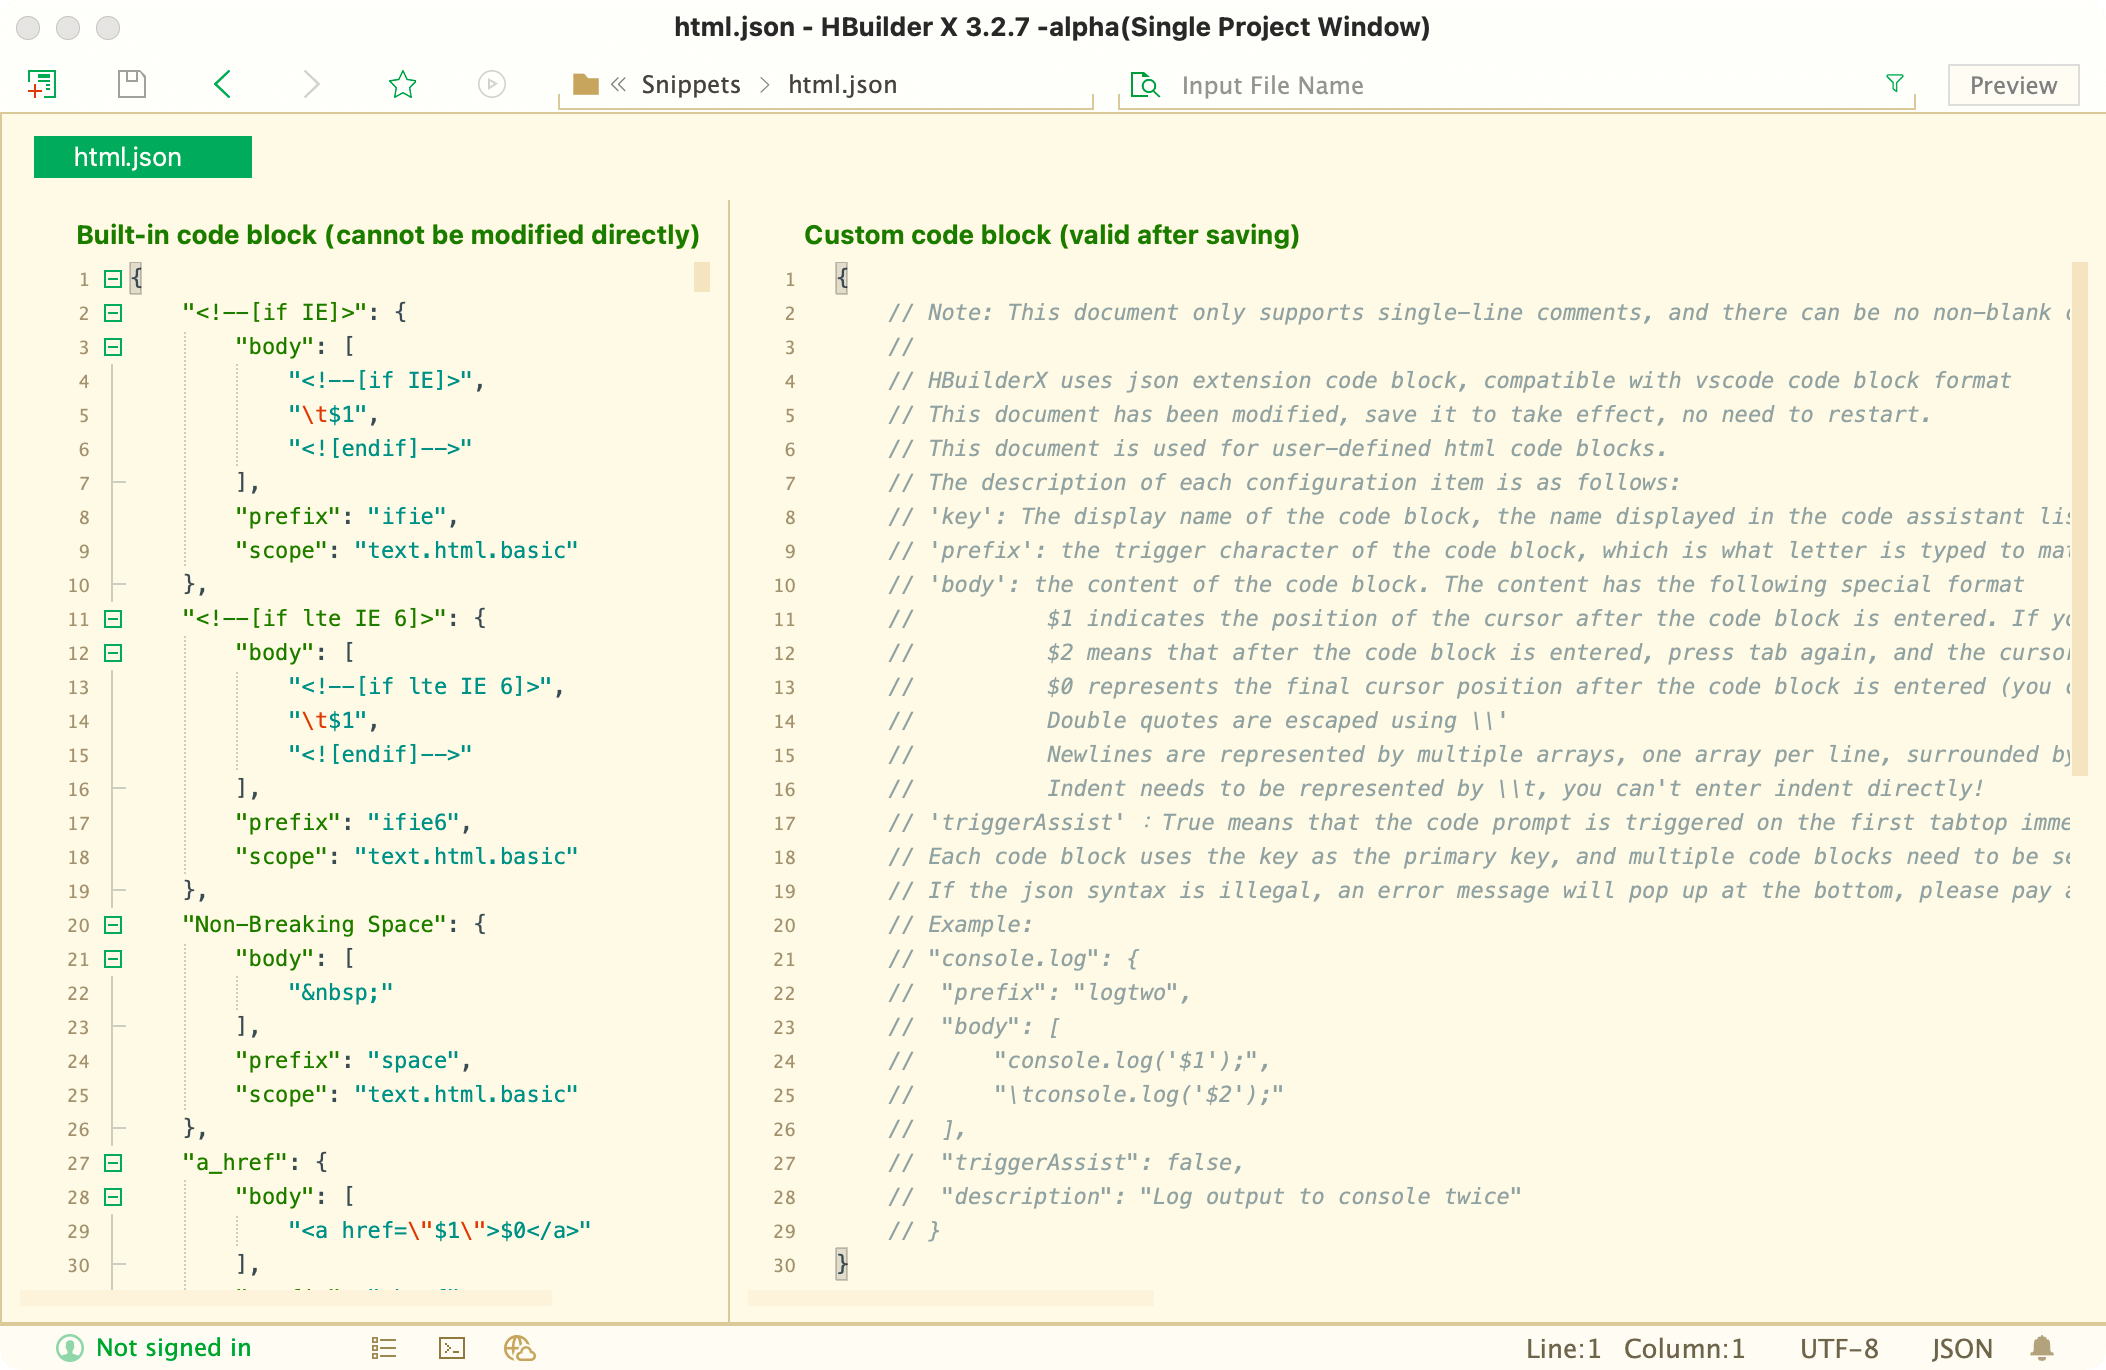 html.json - HBuilder X 3.2.7 -alpha(Single Project Window)
Snippets > html.json
Input File Name
Preview
html.json
Built-in code block (cannot be modified directly)
1 {
2 "<!--[if IE]>": {
3 "body": [
4 "<!--[if IE]>",
5 "\t$1",
6 "<![endif]-->"
7 ],
8 "prefix": "ifie",
9 "scope": "text.html.basic"
10 },
11 "<!--[if lte IE 6]>": {
12 "body": [
13 "<!--[if lte IE 6]>",
14 "\t$1",
15 "<![endif]-->"
16 ],
17 "prefix": "ifie6",
18 "scope": "text.html.basic"
19 },
20 "Non-Breaking Space": {
21 "body": [
22 "&nbsp;"
23 ],
24 "prefix": "space",
25 "scope": "text.html.basic"
26 },
27 "a_href": {
28 "body": [
29 "<a href=\"$1\">$0</a>"
30 ],
Custom code block (valid after saving)
1 {
2 // Note: This document only supports single-line comments, and there can be no non-blank
3 //
4 // HBuilderX uses json extension code block, compatible with vscode code block format
5 // This document has been modified, save it to take effect, no need to restart.
6 // This document is used for user-defined html code blocks.
7 // The description of each configuration item is as follows:
8 // 'key': The display name of the code block, the name displayed in the code assistant
9 // 'prefix': the trigger character of the code block, which is what letter is typed to
10 // 'body': the content of the code block. The content has the following special format
11 // $1 indicates the position of the cursor after the code block is entered. If
12 // $2 means that after the code block is entered, press tab again, and the
13 // $0 represents the final cursor position after the code block is entered (you
14 // Double quotes are escaped using \\'
15 // Newlines are represented by multiple arrays, one array per line, surrounded
16 // Indent needs to be represented by \\t, you can't enter indent directly!
17 // 'triggerAssist' ：True means that the code prompt is triggered on the first tabtop
18 // Each code block uses the key as the primary key, and multiple code blocks need to be
19 // If the json syntax is illegal, an error message will pop up at the bottom, please pay
20 // Example:
21 // "console.log": {
22 // "prefix": "logtwo",
23 // "body": [
24 // "console.log('$1');",
25 // "\tconsole.log('$2');"
26 // ],
27 // "triggerAssist": false,
28 // "description": "Log output to console twice"
29 // }
30 }
Not signed in
Line:1 Column:1 UTF-8 JSON